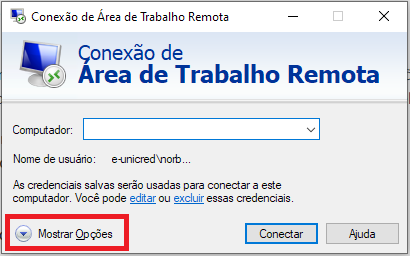 Conexão de Área de Trabalho Remota
Conexão de
Área de Trabalho Remota
Computador:
Nome de usuário: e-unicred\norb...
As credenciais salvas serão usadas para conectar a este
computador. Você pode editar ou excluir essas credenciais.
Mostrar Opções Conectar Ajuda